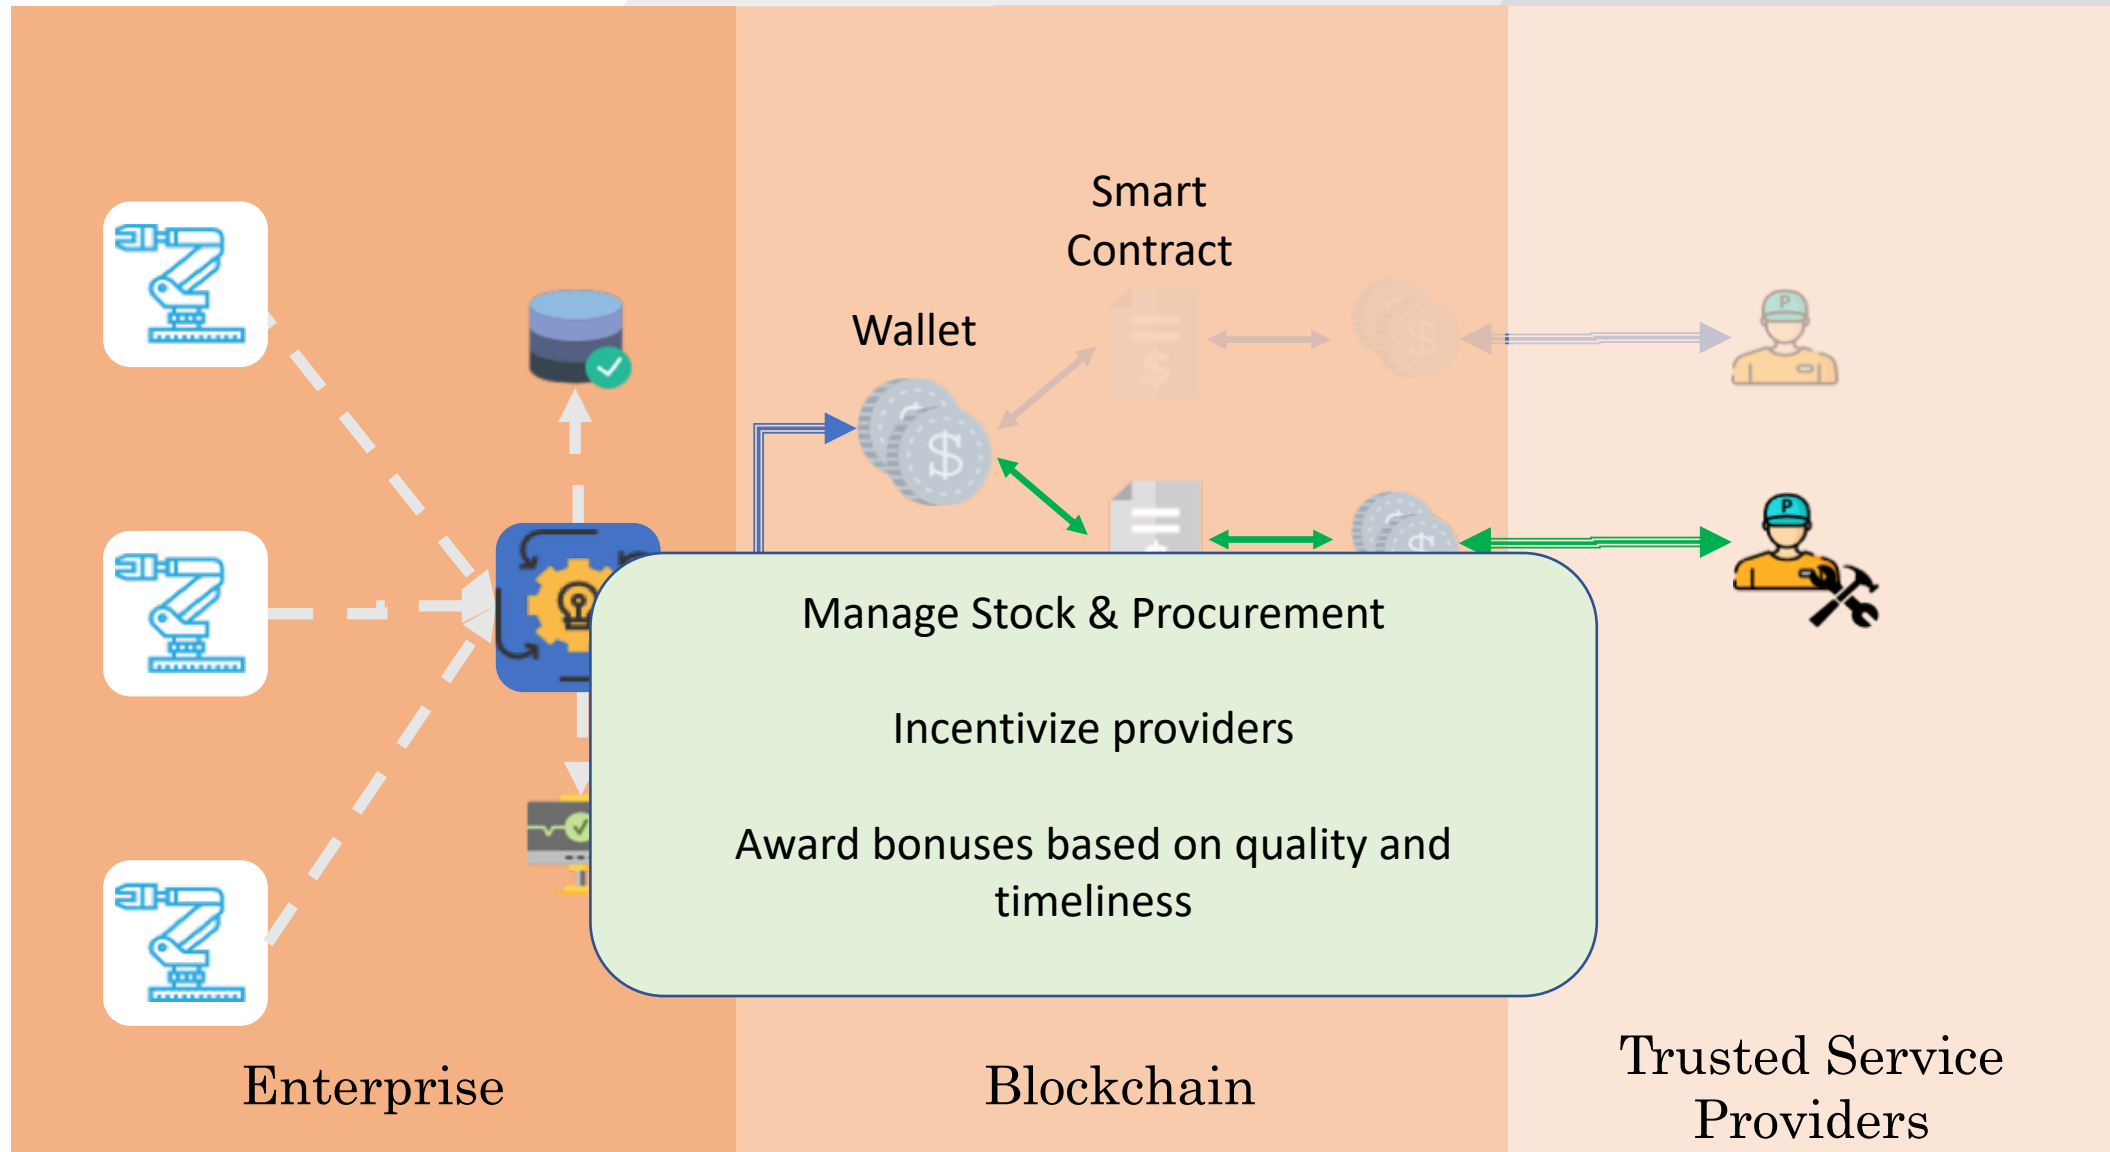 Smart
Contract
Wallet
$
$
P
$
$
P
$
Manage Stock & Procurement
Incentivize providers
Award bonuses based on quality and
timeliness
Enterprise
Blockchain
Trusted Service
Providers